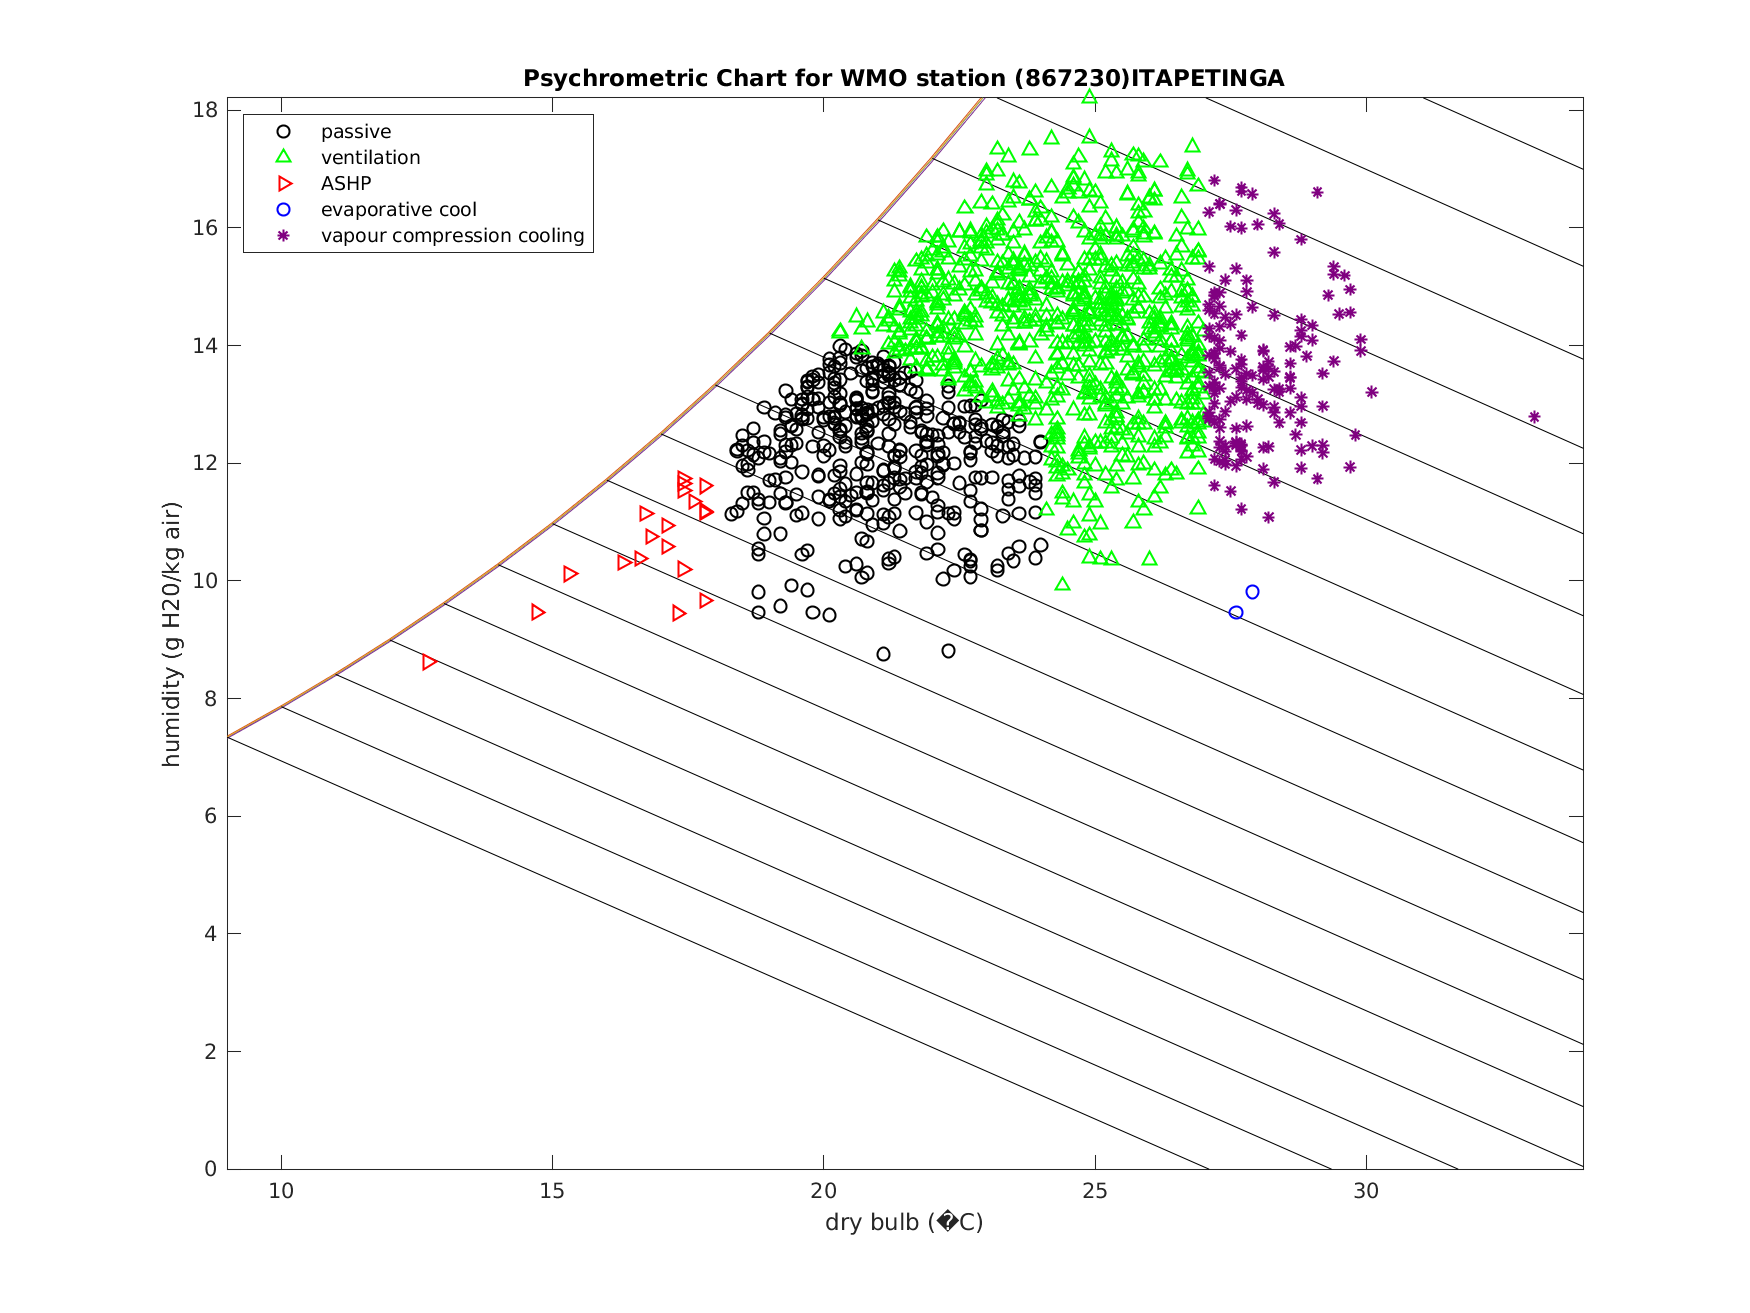 Psychrometric Chart for WMO station (867230)ITAPETINGA
passive
ventilation
ASHP
evaporative cool
vapour compression cooling
humidity (g H20/kg air)
18
16
14
12
10
8
6
4
2
0
10 15 20 25 30
dry bulb (�C)